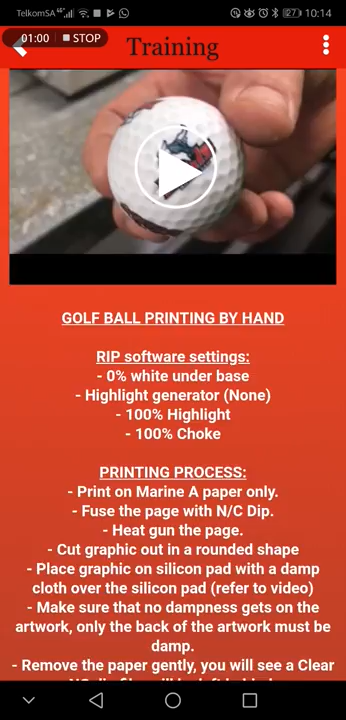 TelkomSA 4G 27 10:14
01:00 STOP
Training
GOLF BALL PRINTING BY HAND
RIP software settings:
- 0% white under base
- Highlight generator (None)
- 100% Highlight
- 100% Choke
PRINTING PROCESS:
- Print on Marine A paper only.
- Fuse the page with N/C Dip.
- Heat gun the page.
- Cut graphic out in a rounded shape
- Place graphic on silicon pad with a damp
cloth over the silicon pad (refer to video)
- Make sure that no dampness gets on the
artwork, only the back of the artwork must be
damp.
- Remove the paper gently, you will see a Clear